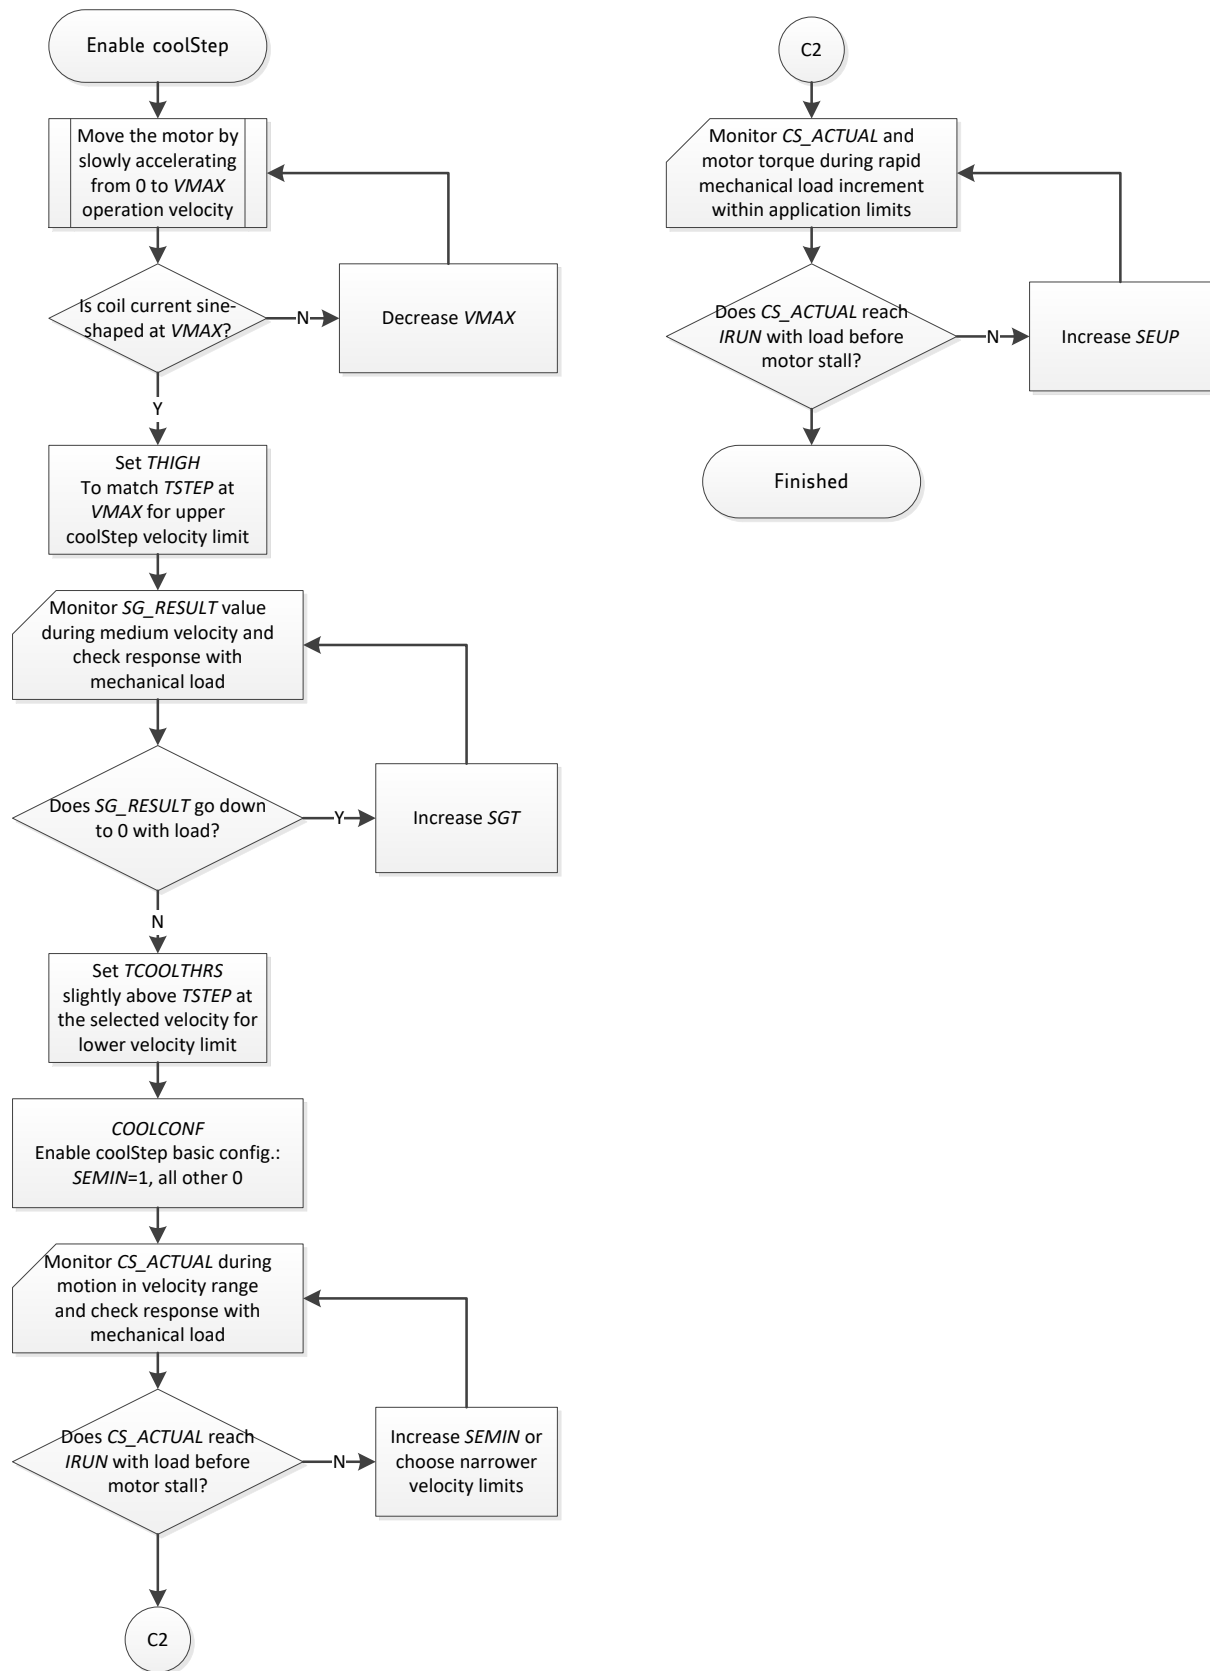 Enable coolStep
Move the motor by
slowly accelerating
from 0 to VMAX
operation velocity
Is coil current sine-
shaped at VMAX?
N
Decrease VMAX
Y
Set THIGH
To match TSTEP at
VMAX for upper
coolStep velocity limit
Monitor SG_RESULT value
during medium velocity and
check response with
mechanical load
Does SG_RESULT go down
to 0 with load?
Y
Increase SGT
N
Set TCOOLTHRS
slightly above TSTEP at
the selected velocity for
lower velocity limit
COOLCONF
Enable coolStep basic config.:
SEMIN=1, all other 0
Monitor CS_ACTUAL during
motion in velocity range
and check response with
mechanical load
Does CS_ACTUAL reach
IRUN with load before
motor stall?
N
Increase SEMIN or
choose narrower
velocity limits
C2
C2
Monitor CS_ACTUAL and
motor torque during rapid
mechanical load increment
within application limits
Does CS_ACTUAL reach
IRUN with load before
motor stall?
N
Increase SEUP
Finished